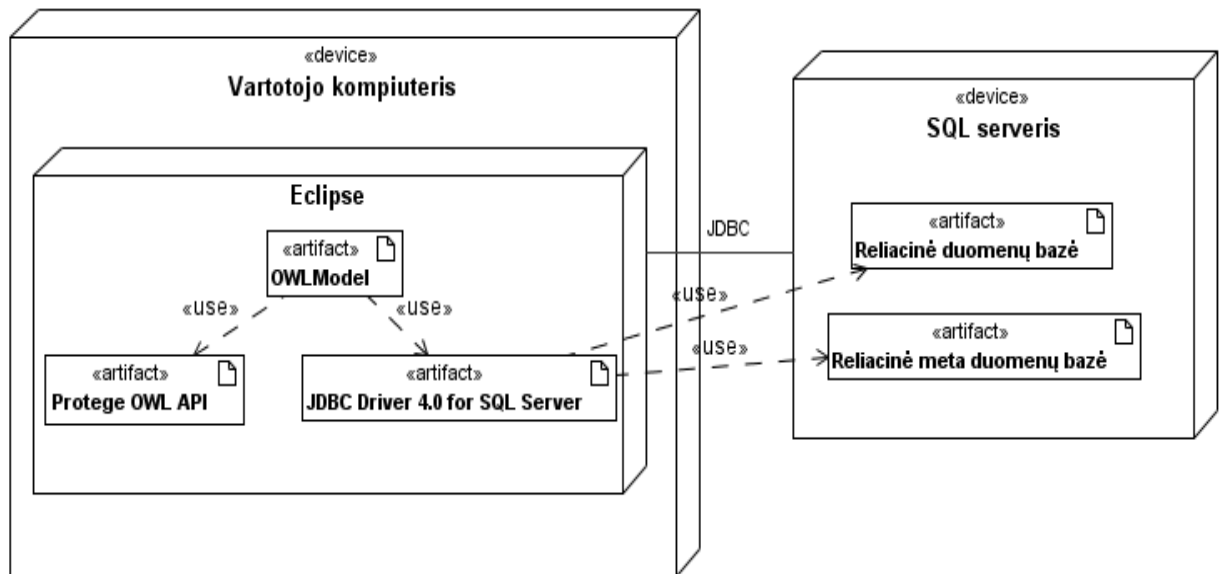 «device»
Vartotojo kompiuteris
Eclipse
«artifact»
OWLModel
«use»
«use»
«artifact»
Protege OWL API
«artifact»
JDBC Driver 4.0 for SQL Server
JDBC
«use»
«use»
«device»
SQL serveris
«artifact»
Reliacinė duomenų bazė
«artifact»
Reliacinė meta duomenų bazė